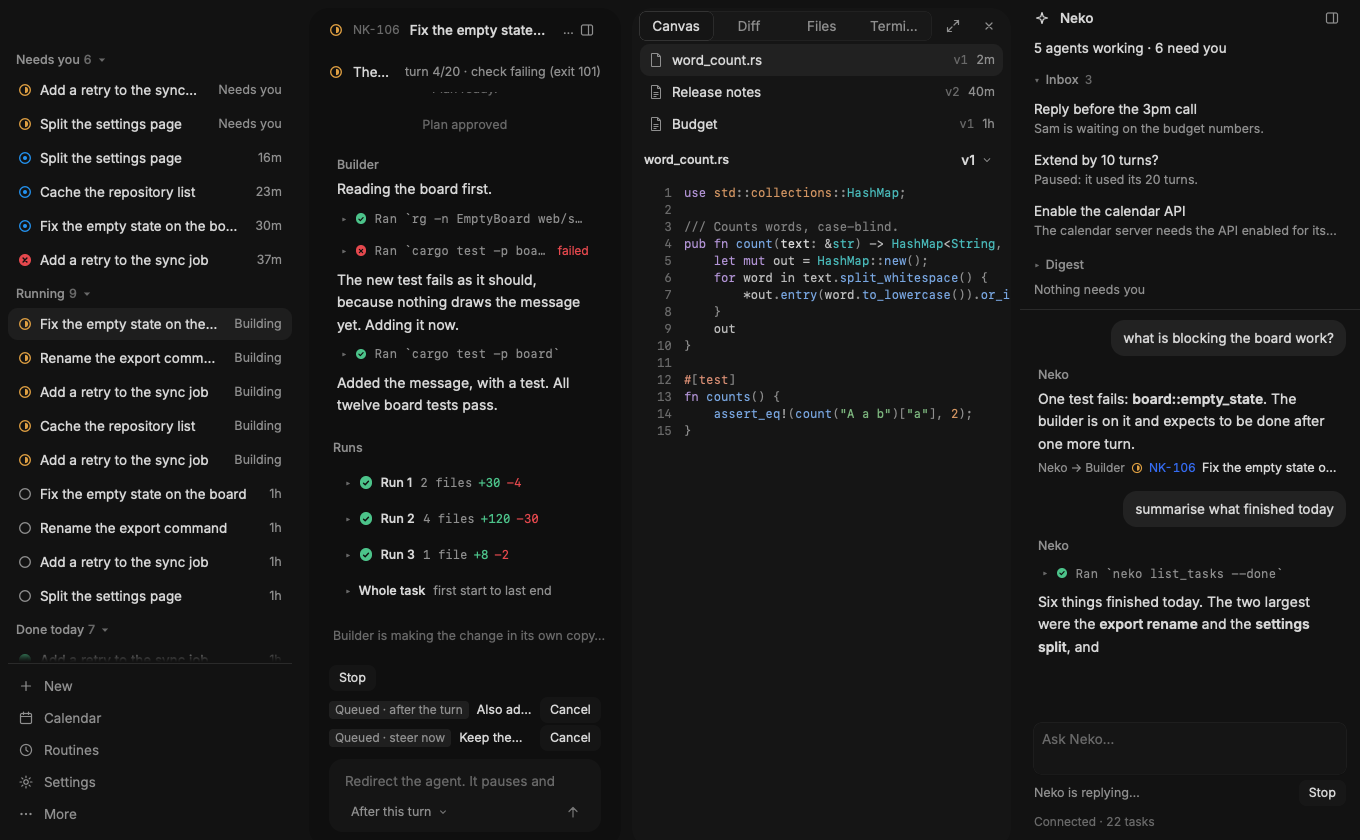 Needs you 6
Add a retry to the sync... Needs you
Split the settings page Needs you
Split the settings page 16m
Cache the repository list 23m
Fix the empty state on the bo... 30m
Add a retry to the sync job 37m
Running 9
Fix the empty state on the... Building
Rename the export comm... Building
Add a retry to the sync job Building
Cache the repository list Building
Add a retry to the sync job Building
Fix the empty state on the board 1h
Rename the export command 1h
Add a retry to the sync job 1h
Split the settings page 1h
Done today 7
Add a retry to the sync job 1h
New
Calendar
Routines
Settings
More
NK-106 Fix the empty state... ...
The... turn 4/20 · check failing (exit 101)
Plan ready.
Plan approved
Builder
Reading the board first.
Ran `rg -n EmptyBoard web/s…
Ran `cargo test -p boa… failed
The new test fails as it should,
because nothing draws the message
yet. Adding it now.
Ran `cargo test -p board`
Added the message, with a test. All
twelve board tests pass.
Runs
Run 1 2 files +30 −4
Run 2 4 files +120 −30
Run 3 1 file +8 −2
Whole task first start to last end
Builder is making the change in its own copy...
Stop
Queued · after the turn Also ad... Cancel
Queued · steer now Keep the... Cancel
Redirect the agent. It pauses and
After this turn
Canvas Diff Files Termi...
word_count.rs v1 2m
Release notes v2 40m
Budget v1 1h
word_count.rs v1
1 use std::collections::HashMap;
2
3 /// Counts words, case-blind.
4 pub fn count(text: &str) -> HashMap<String,
5 let mut out = HashMap::new();
6 for word in text.split_whitespace() {
7 *out.entry(word.to_lowercase()).or_i
8 }
9 out
10 }
11
12 #[test]
13 fn counts() {
14 assert_eq!(count("A a b")["a"], 2);
15 }
Neko
5 agents working · 6 need you
Inbox 3
Reply before the 3pm call
Sam is waiting on the budget numbers.
Extend by 10 turns?
Paused: it used its 20 turns.
Enable the calendar API
The calendar server needs the API enabled for its...
Digest
Nothing needs you
what is blocking the board work?
Neko
One test fails: board::empty_state. The
builder is on it and expects to be done after
one more turn.
Neko → Builder NK-106 Fix the empty state o...
summarise what finished today
Neko
Ran `neko list_tasks --done`
Six things finished today. The two largest
were the export rename and the settings
split, and
Ask Neko...
Neko is replying... Stop
Connected · 22 tasks